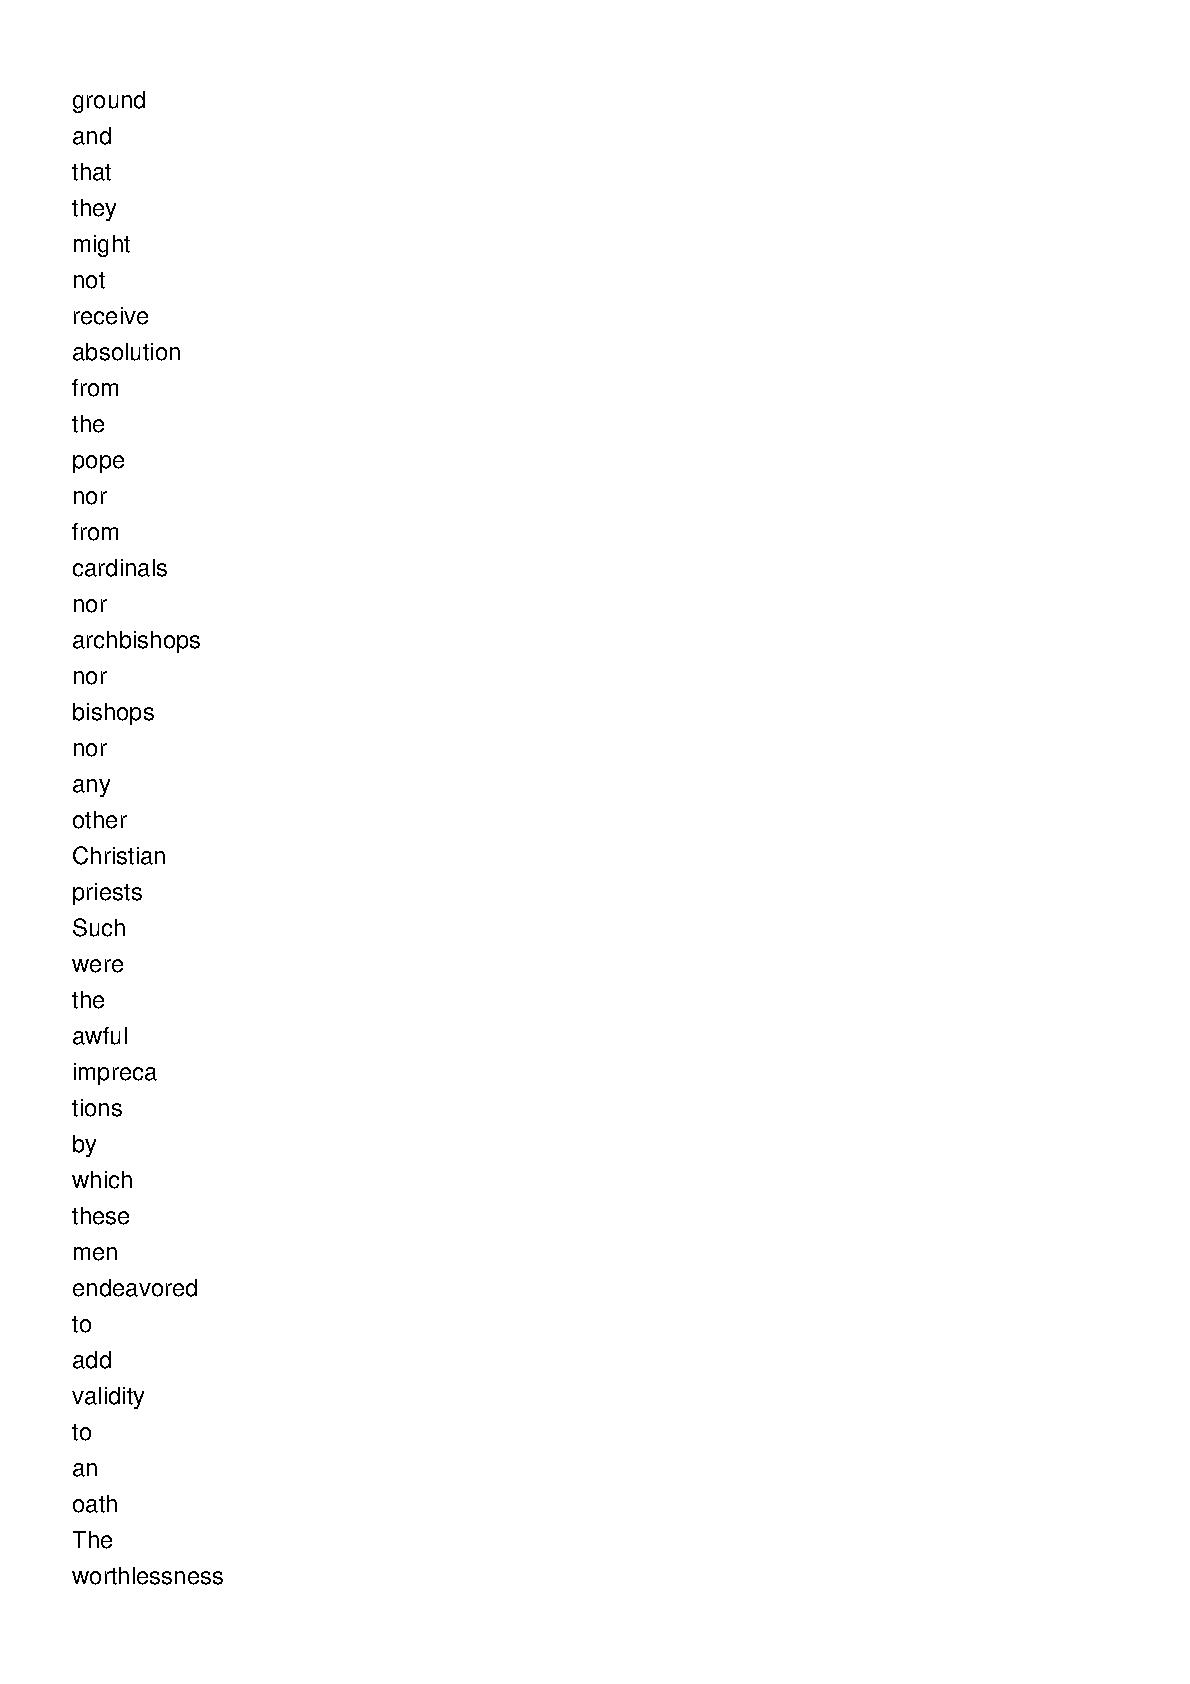 ground
and
that
they
might
not
receive
absolution
from
the
pope
nor
from
cardinals
nor
archbishops
nor
bishops
nor
any
other
Christian
priests
Such
were
the
awful
impreca
tions
by
which
these
men
endeavored
to
add
validity
to
an
oath
The
worthlessness